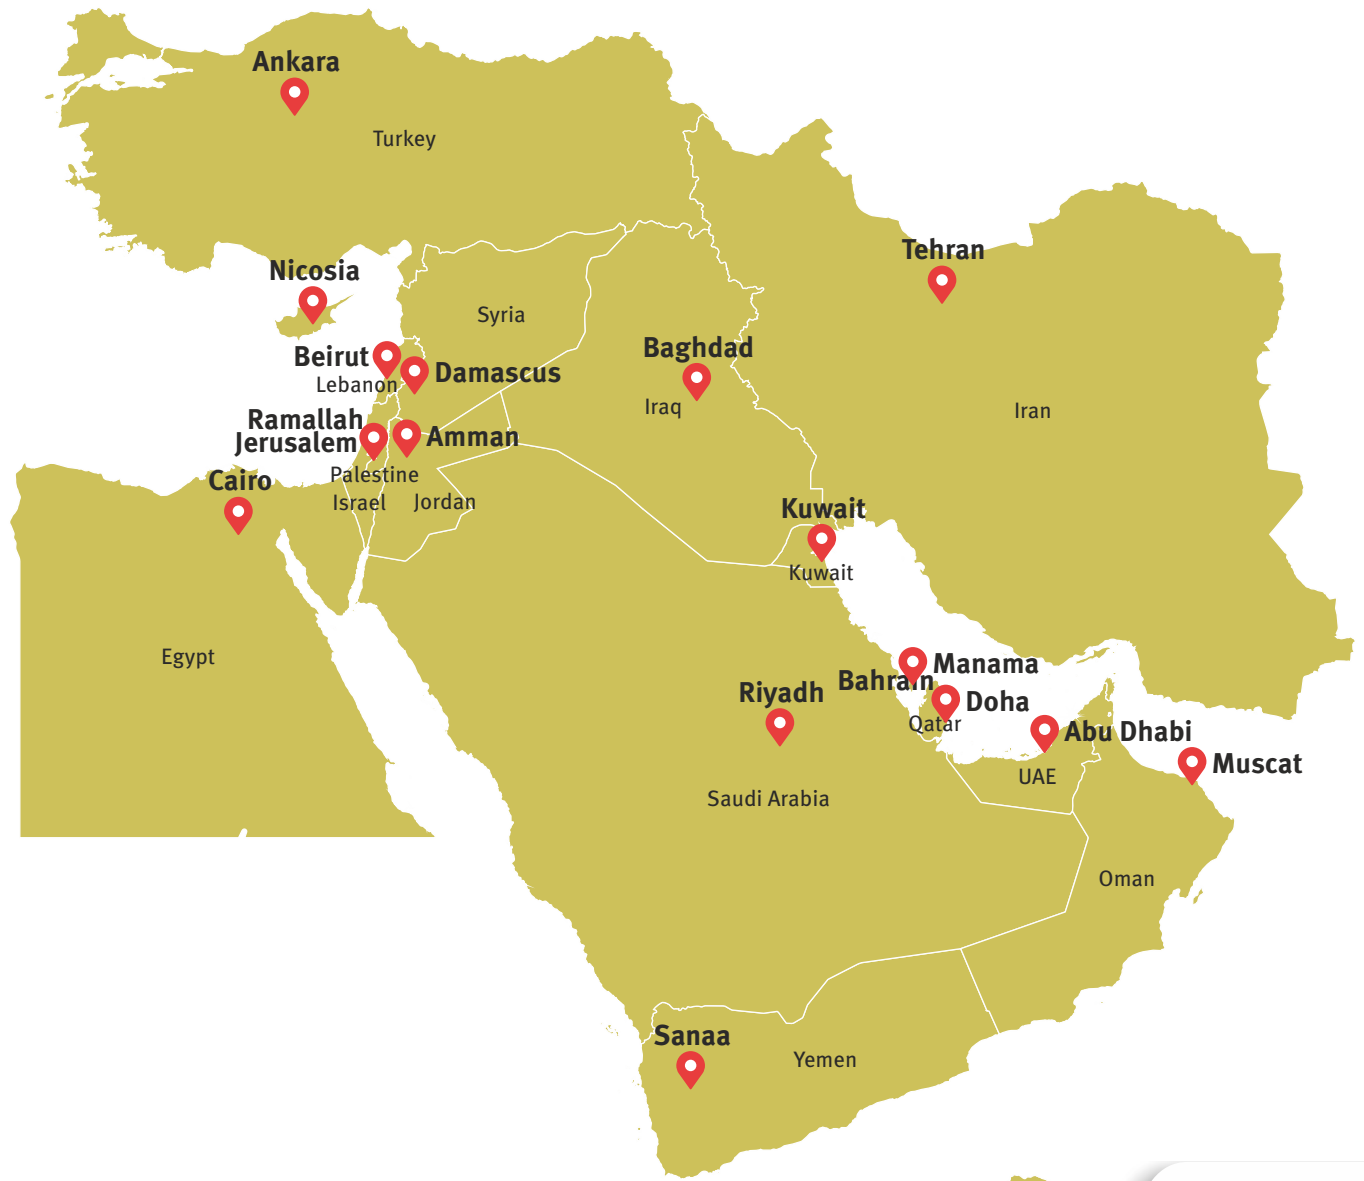 Ankara
Turkey
Tehran
Nicosia
Syria
Baghdad
Beirut
Damascus
Lebanon
Iraq
Iran
Ramallah
Jerusalem
Amman
Palestine
Cairo
Israel
Jordan
Kuwait
Kuwait
Egypt
Manama
Bahrain
Riyadh
Doha
Qatar
Abu Dhabi
Muscat
UAE
Saudi Arabia
Oman
Sanaa
Yemen